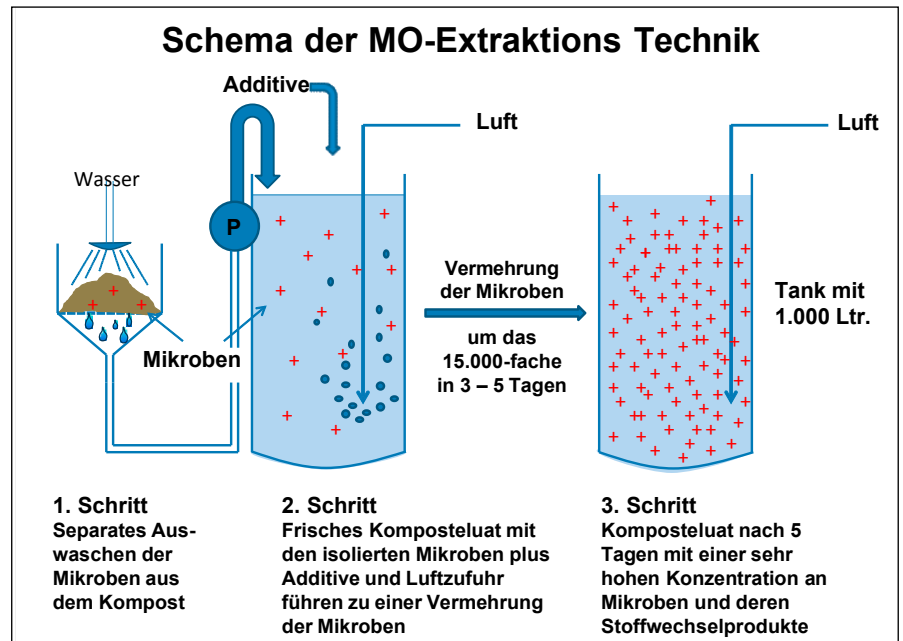 Schema der MO-Extraktions Technik
Additive
Luft
Luft
Wasser
P
Mikroben
Vermehrung
der Mikroben
um das
15.000-fache
in 3 – 5 Tagen
Tank mit
1.000 Ltr.
1. Schritt
Separates Aus-
waschen der
Mikroben aus
dem Kompost
2. Schritt
Frisches Komposteluat mit
den isolierten Mikroben plus
Additive und Luftzufuhr
führen zu einer Vermehrung
der Mikroben
3. Schritt
Komposteluat nach 5
Tagen mit einer sehr
hohen Konzentration an
Mikroben und deren
Stoffwechselprodukte